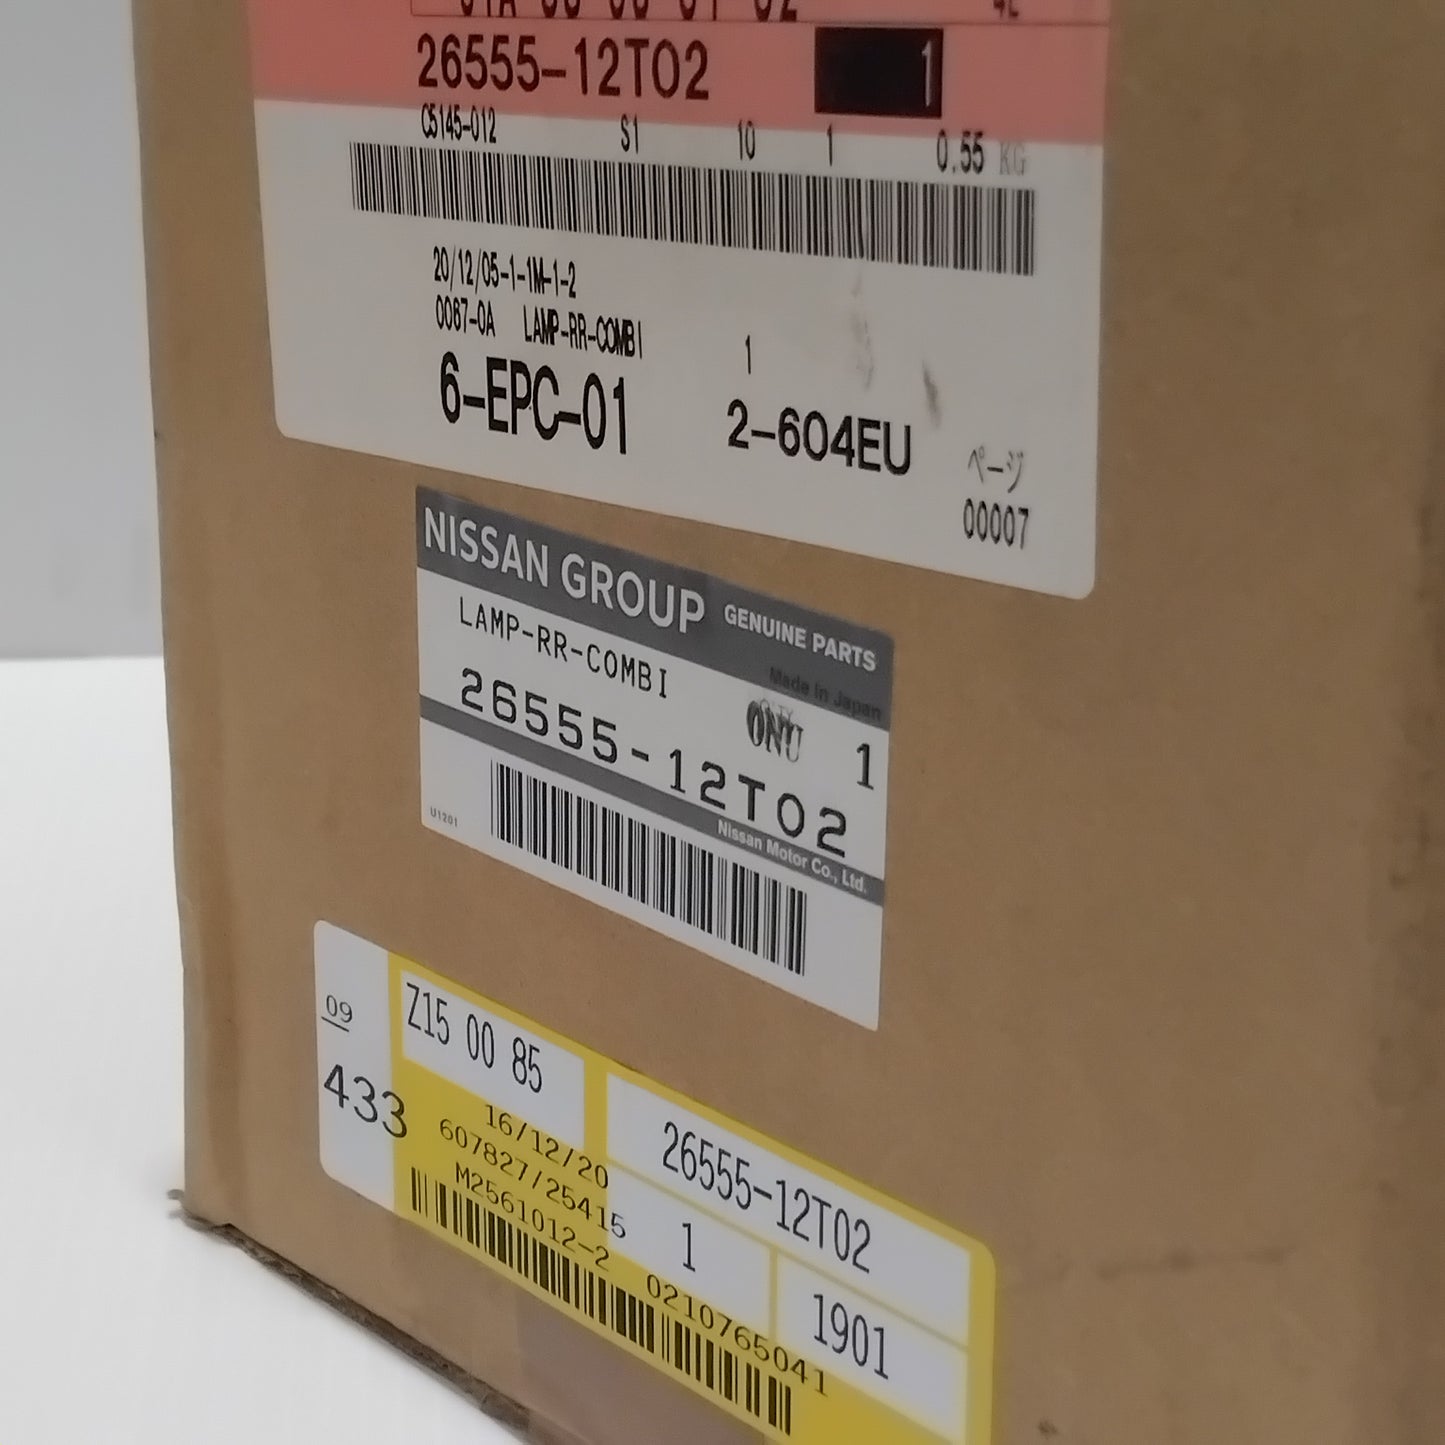 26555-12T02 1
C5145-012 S1 10 1 0.55 KG
20/12/05-1-1M-1-2
0087-0A LAMP-RR-COMBI 1
6-EPC-01 2-604EU
ページ
00007
NISSAN GROUP GENUINE PARTS
Made in Japan
LAMP-RR-COMBI
1
26555-12T02
Nissan Motor Co., Ltd.
U1201
09
433
Z15 00 85
16/12/20
607827/25415
M2561012-2
26555-12T02
1
0210765041
1901